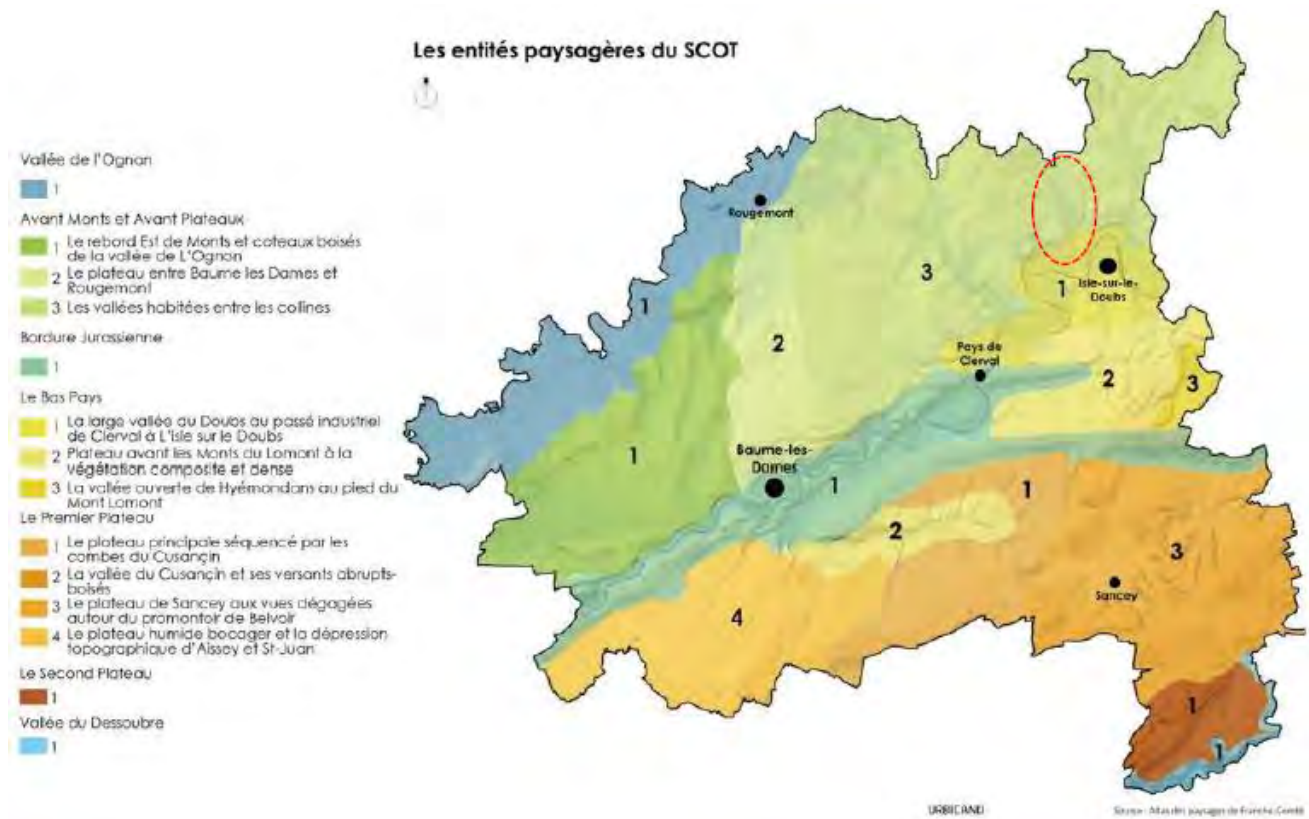 Les entités paysagères du SCOT
Vallée de l'Ognon
1
Avant Monts et Avant Plateaux
1 Le rebord Est de Monts et coteaux boisés
de la vallée de L'Ognon
2 Le plateau entre Baume les Dames et
Rougemont
3 Les vallées habitées entre les collines
Bordure Jurassienne
1
Le Bas Pays
1 La large vallée du Doubs au passé industriel
de Clerval à L'Isle sur le Doubs
2 Plateau avant les Monts du Lomont à la
végétation composite et dense
3 La vallée ouverte de Hyémondans au pied du
Mont Lomont
Le Premier Plateau
1 Le plateau principale séquencé par les
combes du Cusançin
2 La vallée du Cusançin et ses versants abrupts-
boisés
3 Le plateau de Sancey aux vues dégagées
autour du promontoir de Belvoir
4 Le plateau humide bocager et la dépression
topographique d'Aissey et St-Juan
Le Second Plateau
1
Vallée du Dessoubre
1
Rougemont
3
1
1
Isle-sur-le-
Doubs
2
Pays de
Clerval
2
3
1
Baume-les-
Dames
1
1
2
3
Sancey
4
1
1
URBICAND
Source : Atlas des paysages de Franche Comté